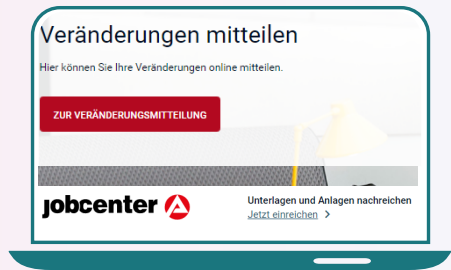 Veränderungen mitteilen
Hier können Sie Ihre Veränderungen online mitteilen.
ZUR VERÄNDERUNGSMITTEILUNG
jobcenter
Unterlagen und Anlagen nachreichen
Jetzt einreichen >